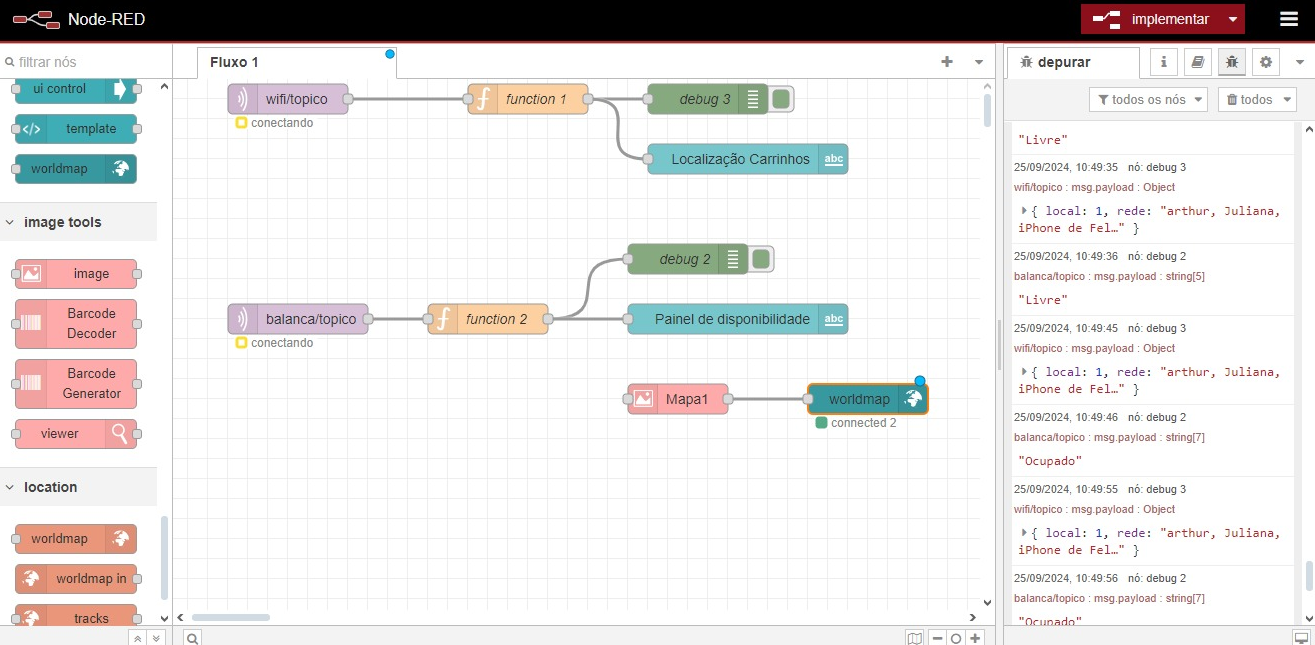 Node-RED
implementar
filtrar nós
ui control
template
worldmap
image tools
image
Barcode
Decoder
Barcode
Generator
viewer
location
worldmap
worldmap in
tracks
Fluxo 1
wifi/topico
conectando
function 1
debug 3
Localização Carrinhos
abc
debug 2
balanca/topico
conectando
function 2
Painel de disponibilidade
abc
Mapa1
worldmap
connected 2
depurar
todos os nós
todos
"Livre"
25/09/2024, 10:49:35 nó: debug 3
wifi/topico : msg.payload : Object
{ local: 1, rede: "arthur, Juliana,
iPhone de Fel…" }
25/09/2024, 10:49:36 nó: debug 2
balanca/topico : msg.payload : string[5]
"Livre"
25/09/2024, 10:49:45 nó: debug 3
wifi/topico : msg.payload : Object
{ local: 1, rede: "arthur, Juliana,
iPhone de Fel…" }
25/09/2024, 10:49:46 nó: debug 2
balanca/topico : msg.payload : string[7]
"Ocupado"
25/09/2024, 10:49:55 nó: debug 3
wifi/topico : msg.payload : Object
{ local: 1, rede: "arthur, Juliana,
iPhone de Fel…" }
25/09/2024, 10:49:56 nó: debug 2
balanca/topico : msg.payload : string[7]
"Ocupado"